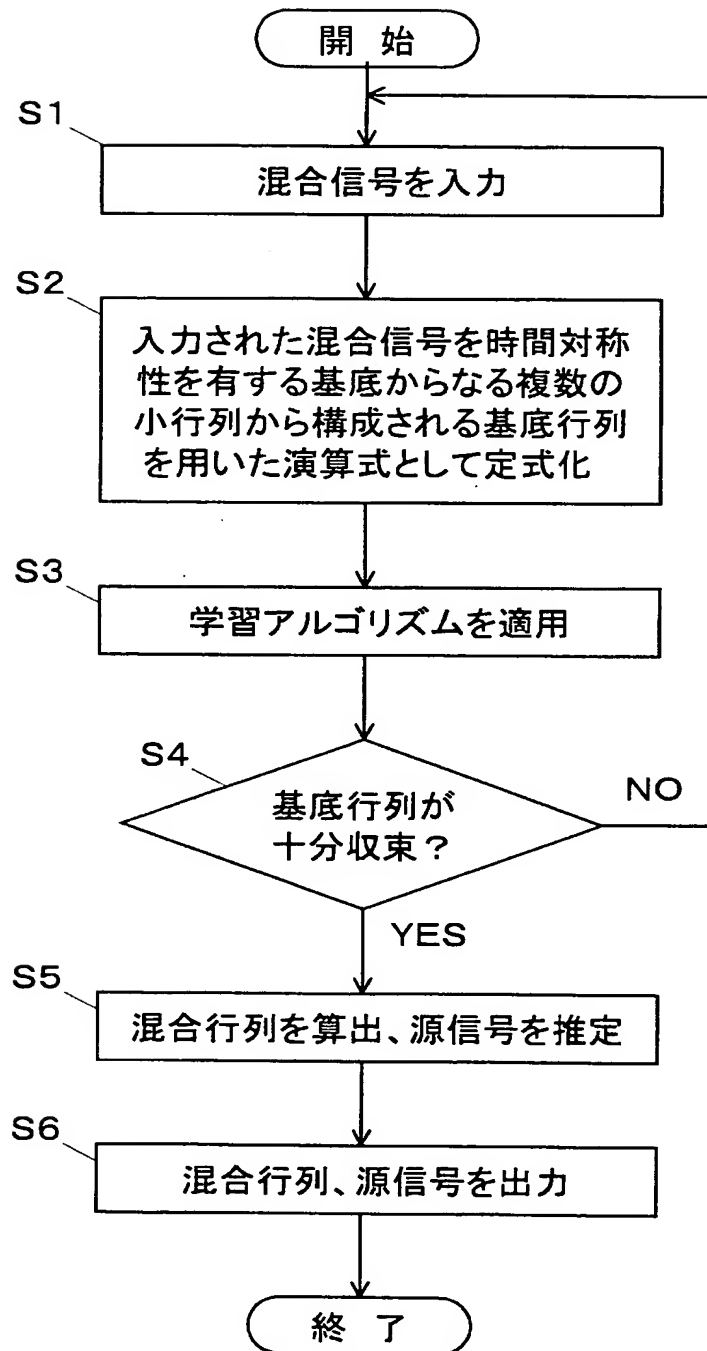 開 始
S1
混合信号を入力
S2
入力された混合信号を時間対称
性を有する基底からなる複数の
小行列から構成される基底行列
を用いた演算式として定式化
S3
学習アルゴリズムを適用
S4
基底行列が
十分収束？
NO
YES
S5
混合行列を算出、源信号を推定
S6
混合行列、源信号を出力
終 了